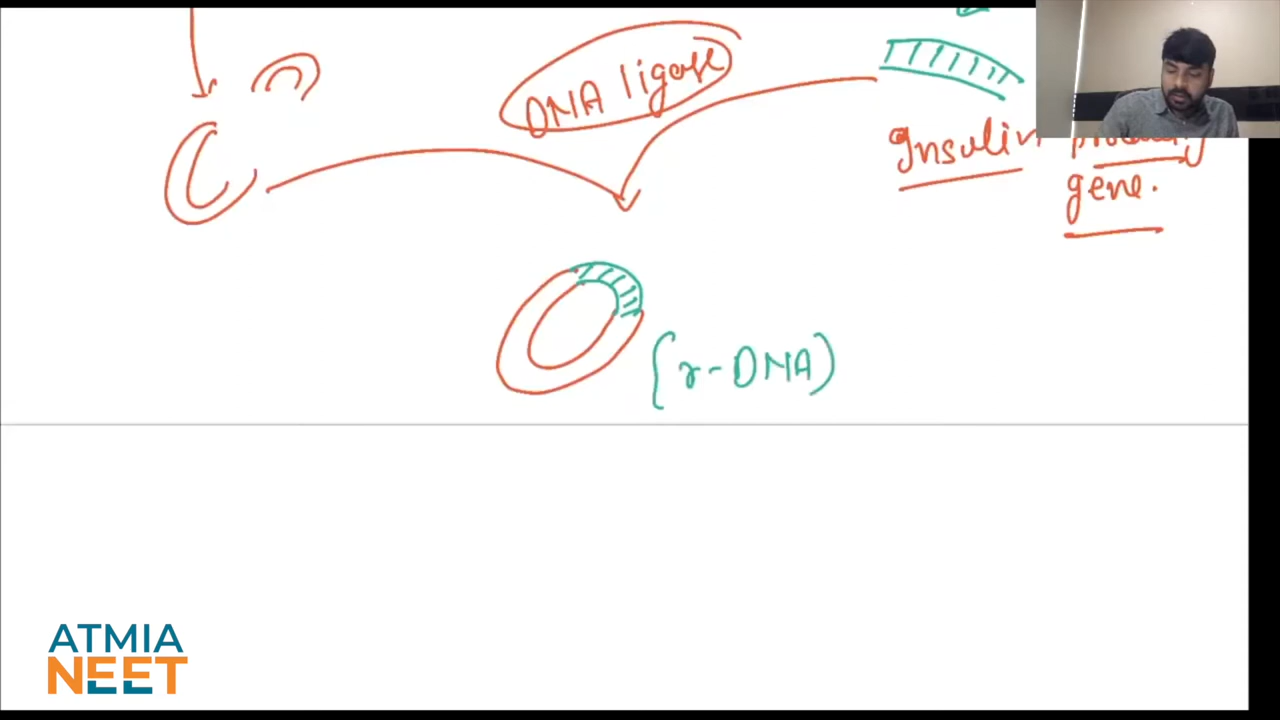 DNA ligase
Insulin
gene.
(r-DNA)
ATMIA
NEET